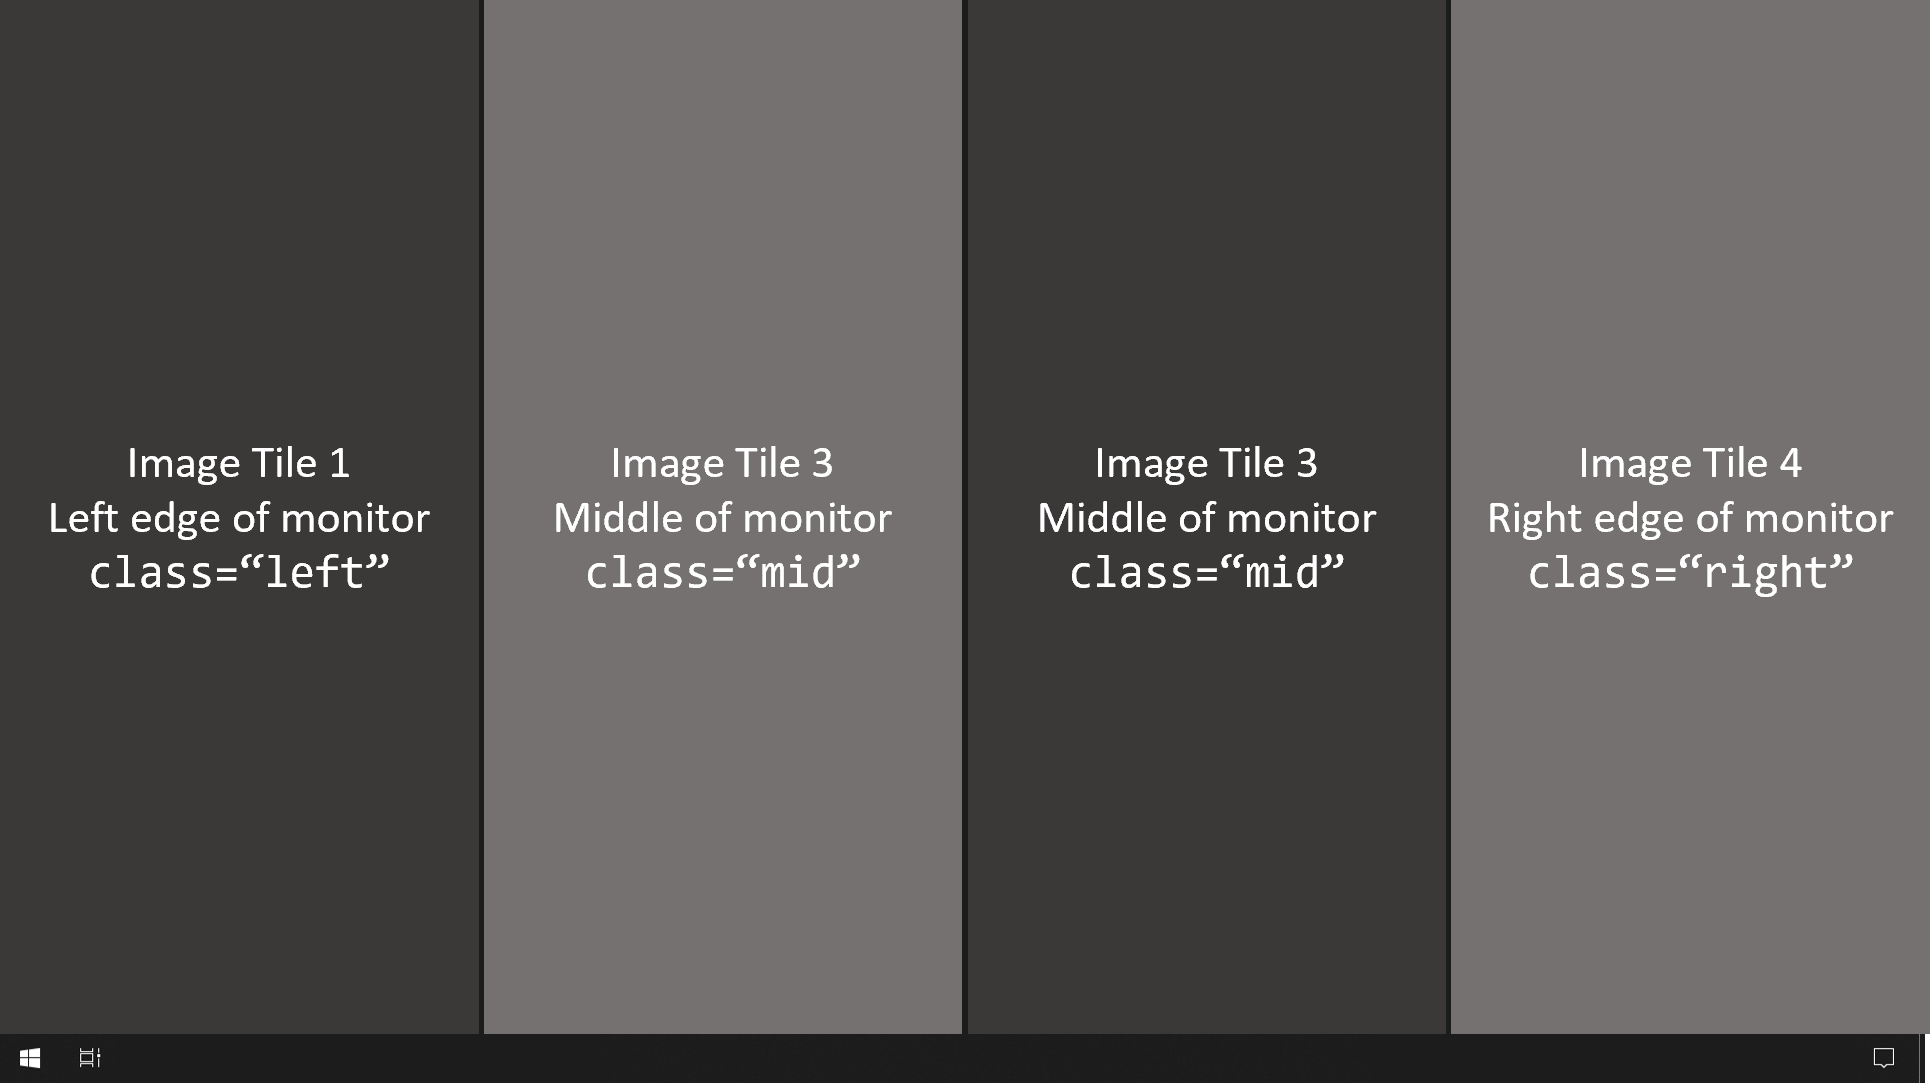 Image Tile 1
Left edge of monitor
class=“left”
Image Tile 3
Middle of monitor
class=“mid”
Image Tile 3
Middle of monitor
class=“mid”
Image Tile 4
Right edge of monitor
class=“right”